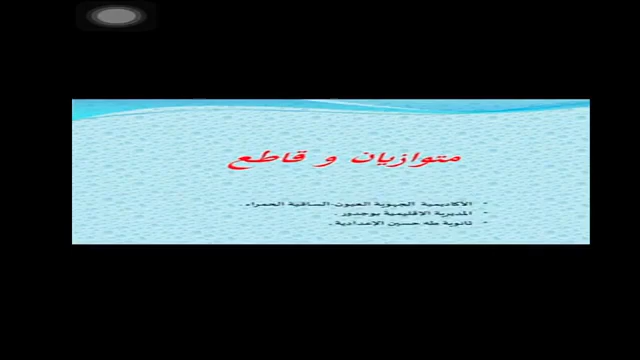 متوازيان و قاطع
الأكاديمية الجهوية العيون-الساقية الحمراء .
المديرية الإقليمية بوجدور .
ثانوية طه حسين الإعدادية .